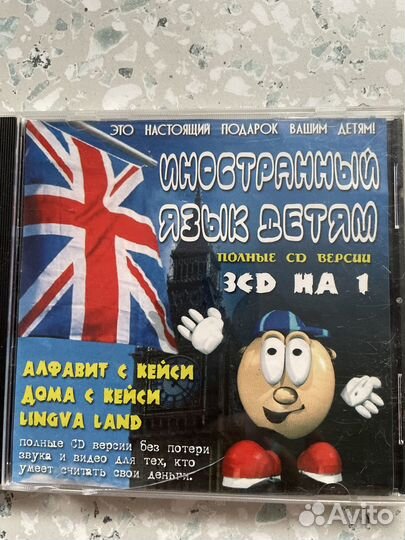 ЭТО НАСТОЯЩИЙ ПОДАРОК ВАШИМ ДЕТЯМ!
ИНОСТРАННЫЙ
ЯЗЫК ДЕТЯМ
ПОЛНЫЕ CD ВЕРСИИ
3CD НА 1
АЛФАВИТ С КЕЙСИ
ДОМА С КЕЙСИ
LINGVA LAND
полные CD версии без потери
звука и видео для тех, кто
умеет считать свои деньги.
Avito